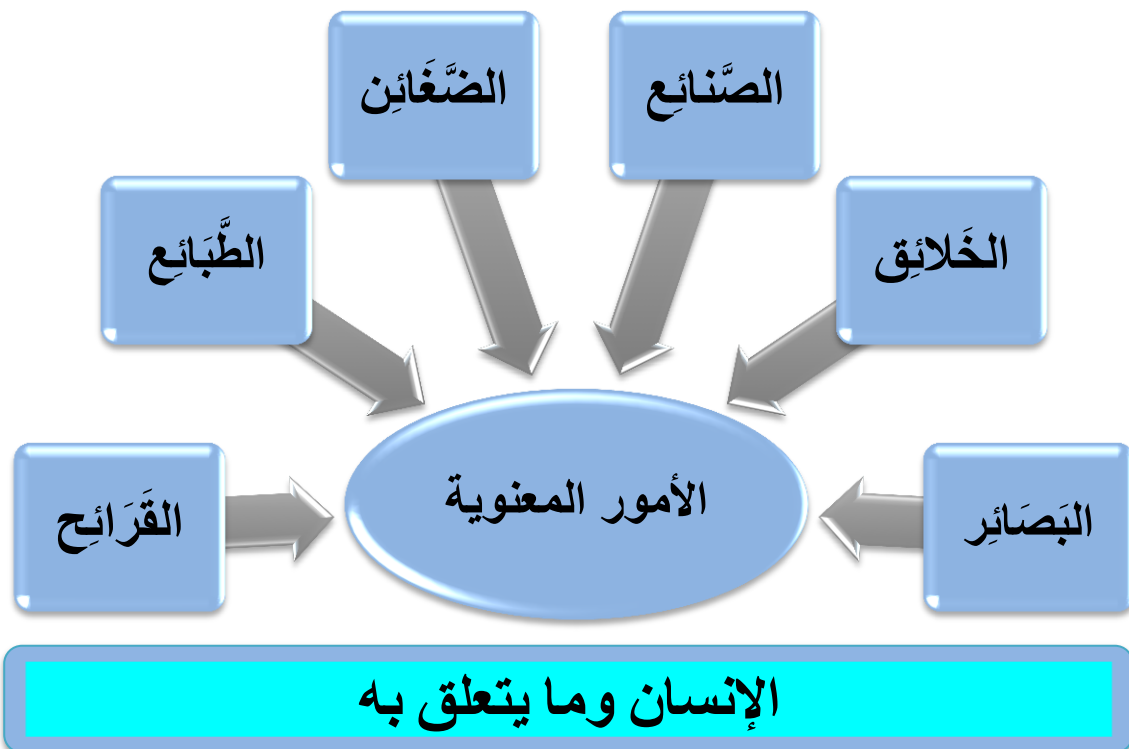 الصَّنائِع
الضَّغَائِن
الخَلائِق
الطَّبَائِع
البَصَائِر
الأمور المعنوية
القَرَائِح
الإنسان وما يتعلق به